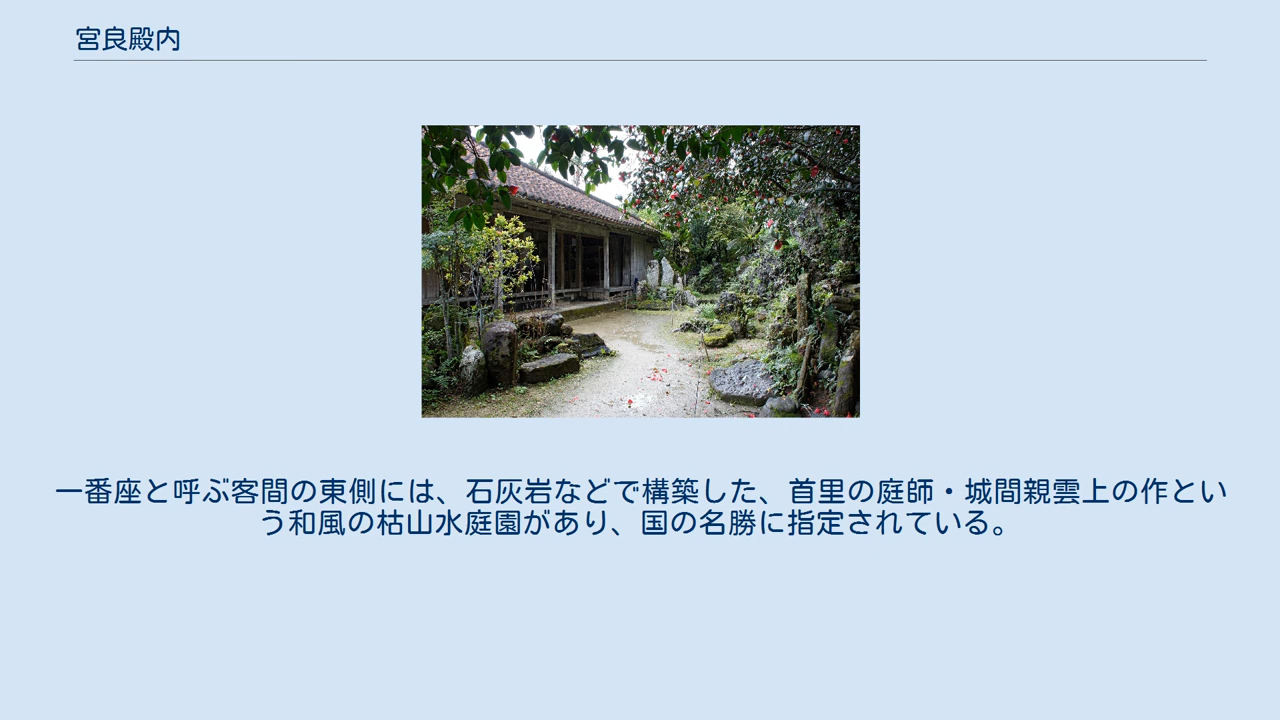 宮良殿内
一番座と呼ぶ客間の東側には、石灰岩などで構築した、首里の庭師・城間親雲上の作とい
う和風の枯山水庭園があり、国の名勝に指定されている。